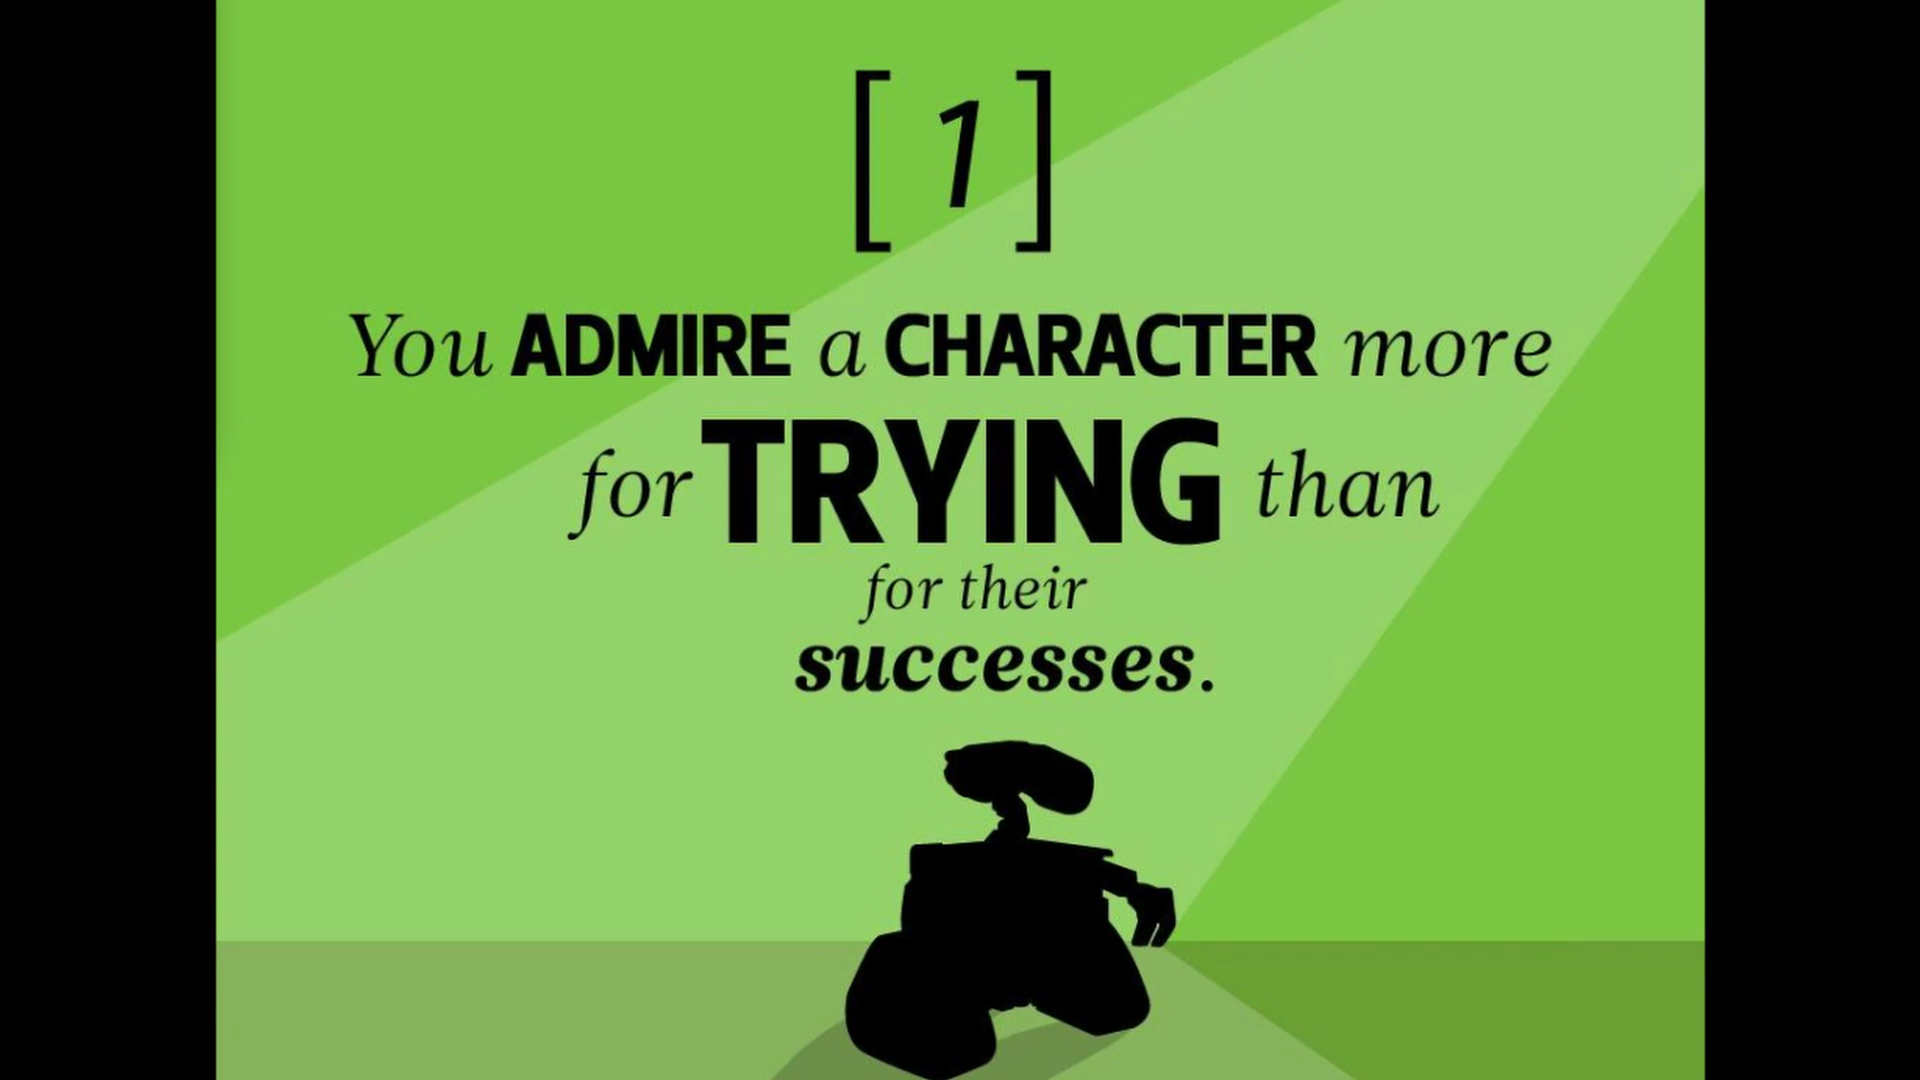 [ 1 ]
You ADMIRE a CHARACTER more
for TRYING than
for their
successes.